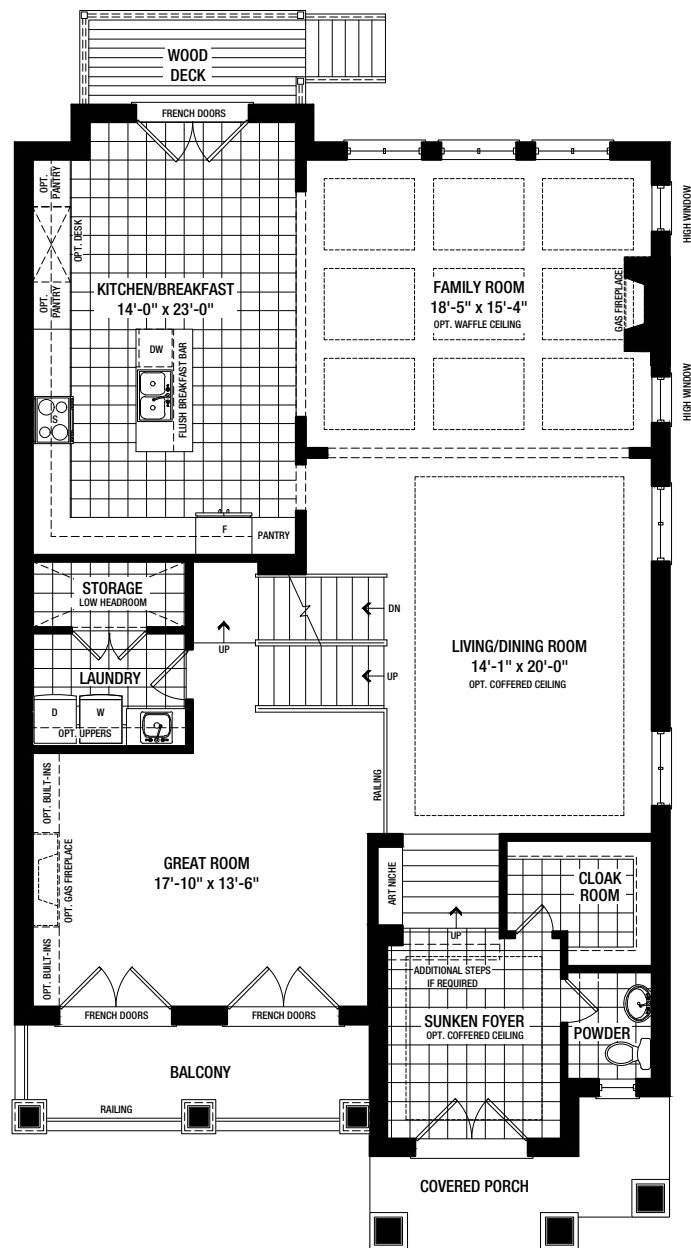 WOOD
DECK
FRENCH DOORS
OPT.
PANTRY
OPT. DESK
OPT.
PANTRY
KITCHEN/BREAKFAST
14'-0" x 23'-0"
DW
FLUSH BREAKFAST BAR
S
F
PANTRY
FAMILY ROOM
18'-5" x 15'-4"
OPT. WAFFLE CEILING
GAS FIREPLACE
HIGH WINDOW
HIGH WINDOW
STORAGE
LOW HEADROOM
UP
DN
UP
LAUNDRY
D
W
OPT. UPPERS
LIVING/DINING ROOM
14'-1" x 20'-0"
OPT. COFFERED CEILING
RAILING
OPT. BUILT-INS
OPT. GAS FIREPLACE
OPT. BUILT-INS
GREAT ROOM
17'-10" x 13'-6"
FRENCH DOORS
FRENCH DOORS
ART NICHE
UP
CLOAK
ROOM
ADDITIONAL STEPS
IF REQUIRED
SUNKEN FOYER
OPT. COFFERED CEILING
POWDER
BALCONY
RAILING
COVERED PORCH